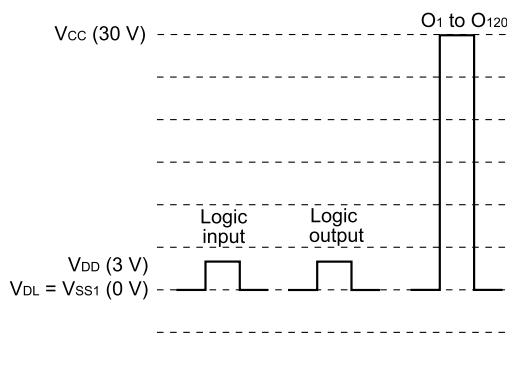 O1 to O120
VCC (30 V)
Logic
input
Logic
output
VDD (3 V)
VDL = VSS1 (0 V)